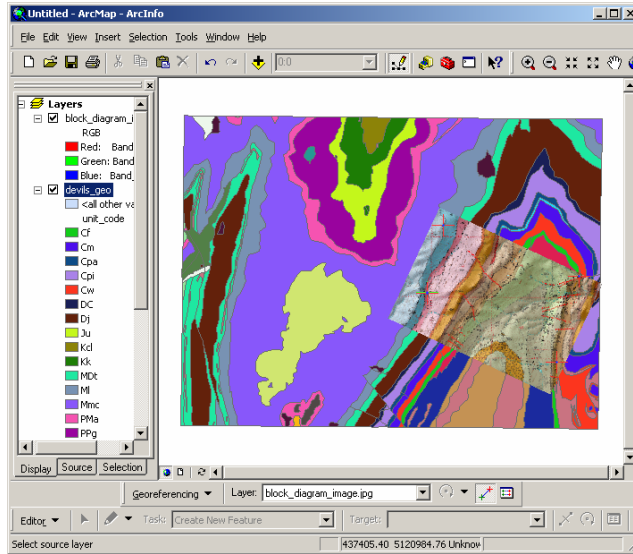 Untitled - ArcMap - ArcInfo
File Edit View Insert Selection Tools Window Help
0:0
Layers
block_diagram_i
RGB
Red: Band
Green: Band
Blue: Band_
devils_geo
<all other va
unit_code
Cf
Cm
Cpa
Cpi
Cw
DC
Dj
Ju
Kcl
Kk
MDt
Ml
Mmc
PMa
PPg
Display Source Selection
Georeferencing Layer: block_diagram_image.jpg
Editor Task: Create New Feature Target:
Select source layer 437405.40 5120984.76 Unknow